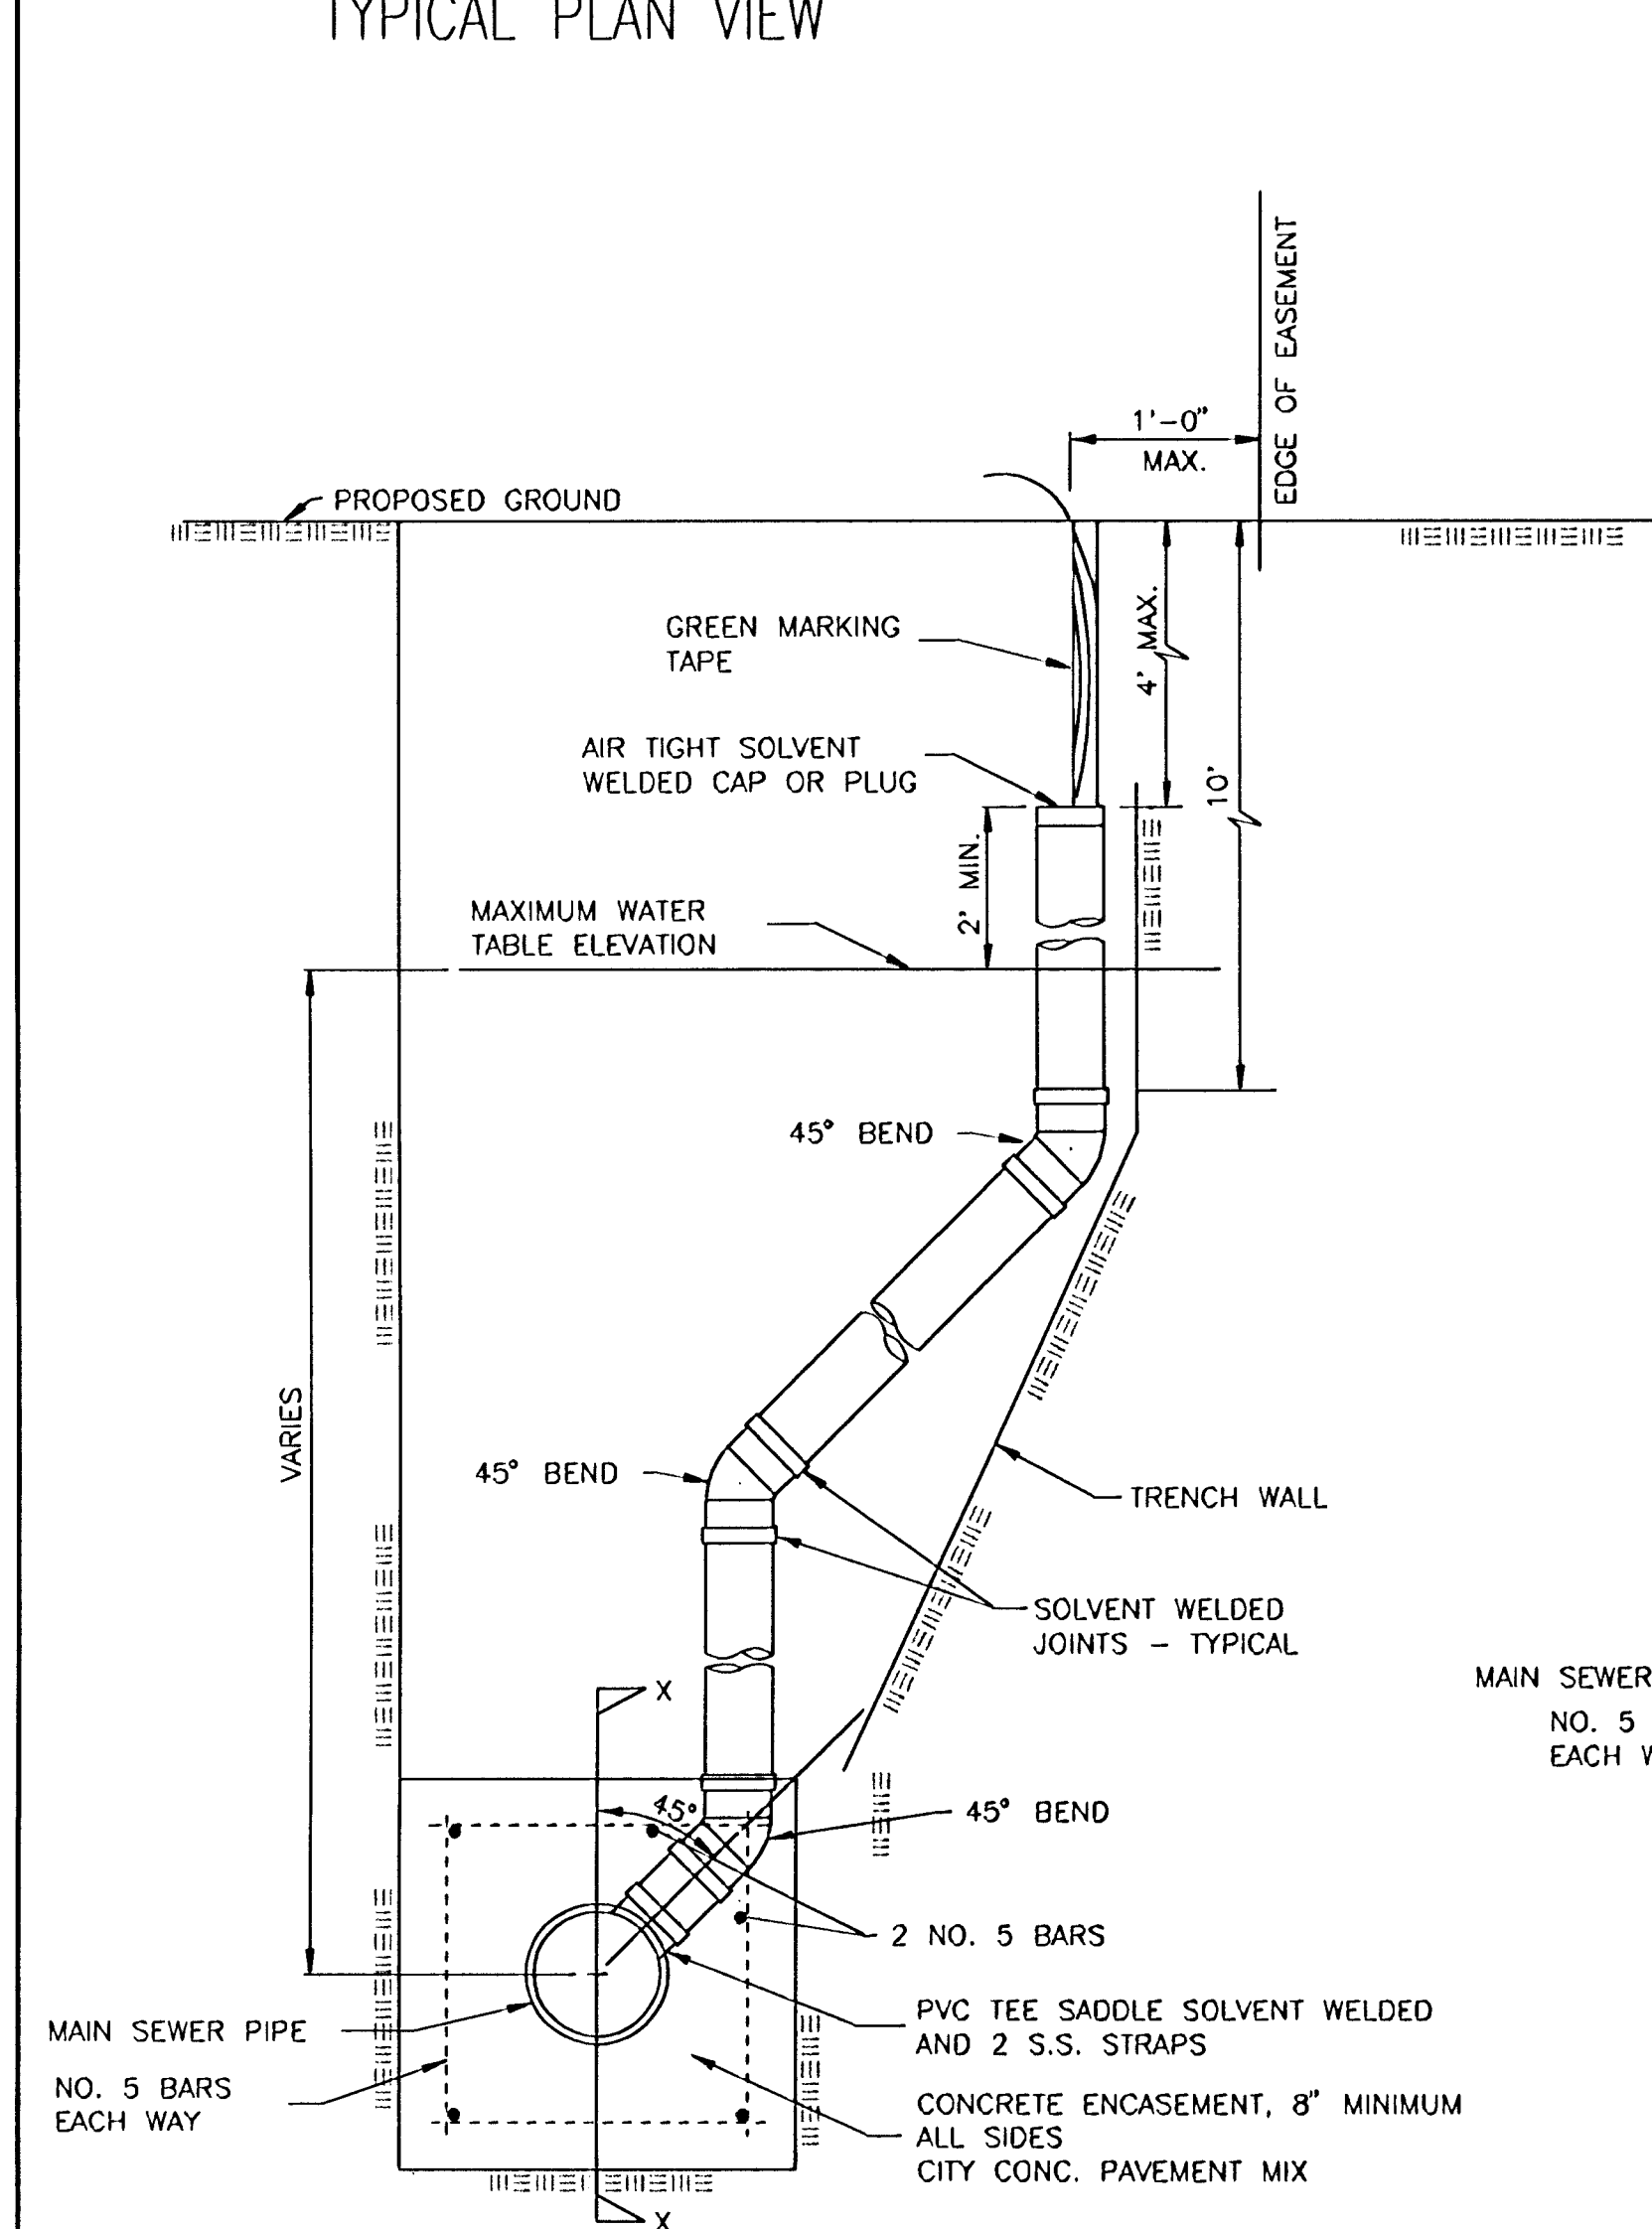 TYPICAL PLAN VIEW
EDGE OF EASEMENT
1'-0"
MAX.
PROPOSED GROUND
GREEN MARKING
TAPE
4' MAX.
AIR TIGHT SOLVENT
WELDED CAP OR PLUG
10'
2' MIN.
MAXIMUM WATER
TABLE ELEVATION
45° BEND
VARIES
45° BEND
TRENCH WALL
SOLVENT WELDED
JOINTS - TYPICAL
X
MAIN SEWER
NO. 5
EACH
45°
45° BEND
2 NO. 5 BARS
MAIN SEWER PIPE
PVC TEE SADDLE SOLVENT WELDED
AND 2 S.S. STRAPS
NO. 5 BARS
EACH WAY
CONCRETE ENCASEMENT, 8" MINIMUM
ALL SIDES
CITY CONC. PAVEMENT MIX
X